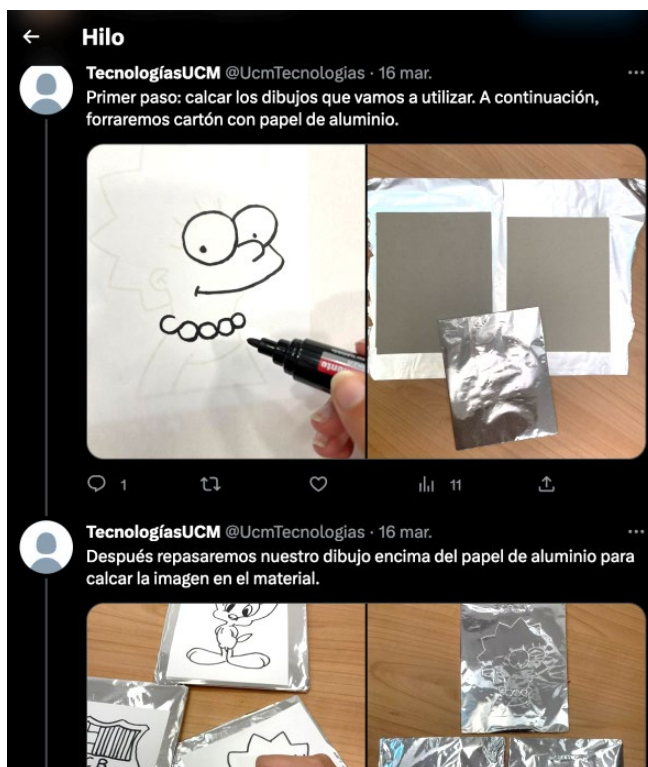 Hilo
TecnologíasUCM @UcmTecnologias · 16 mar.
Primer paso: calcar los dibujos que vamos a utilizar. A continuación,
forraremos cartón con papel de aluminio.
1
11
TecnologíasUCM @UcmTecnologias · 16 mar.
Después repasaremos nuestro dibujo encima del papel de aluminio para
calcar la imagen en el material.